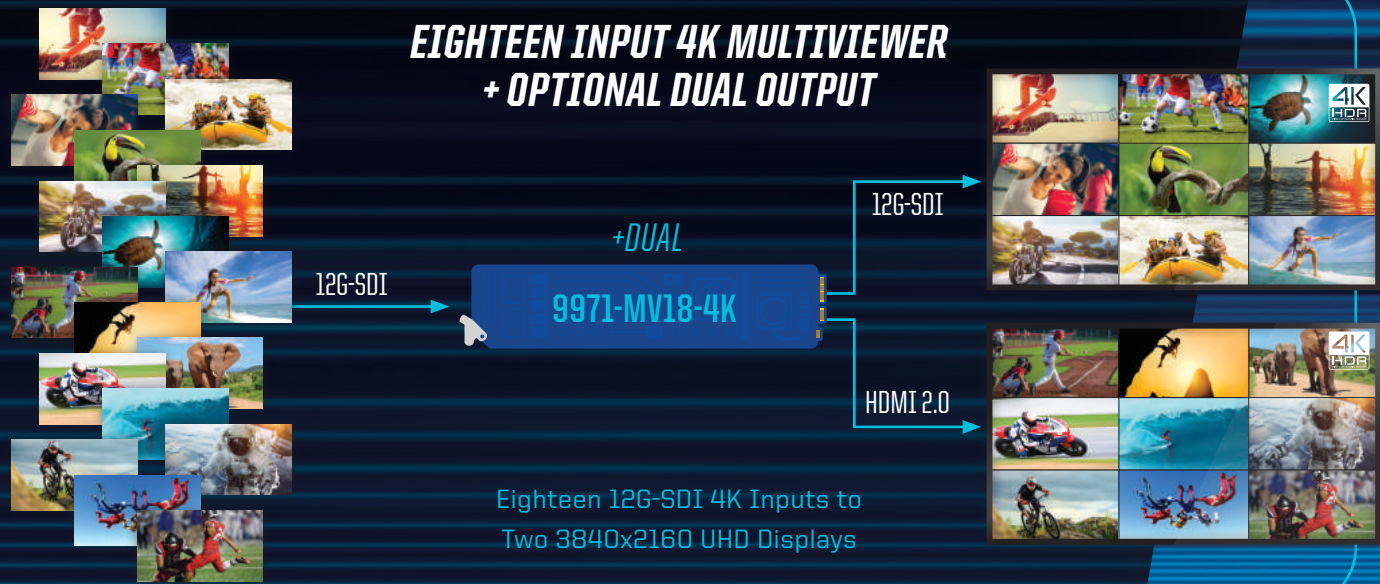 EIGHTEEN INPUT 4K MULTIVIEWER
+ OPTIONAL DUAL OUTPUT
4K
HDR
12G-SDI
+DUAL
12G-SDI
9971-MV18-4K
4K
HDR
HDMI 2.0
Eighteen 12G-SDI 4K Inputs to
Two 3840x2160 UHD Displays